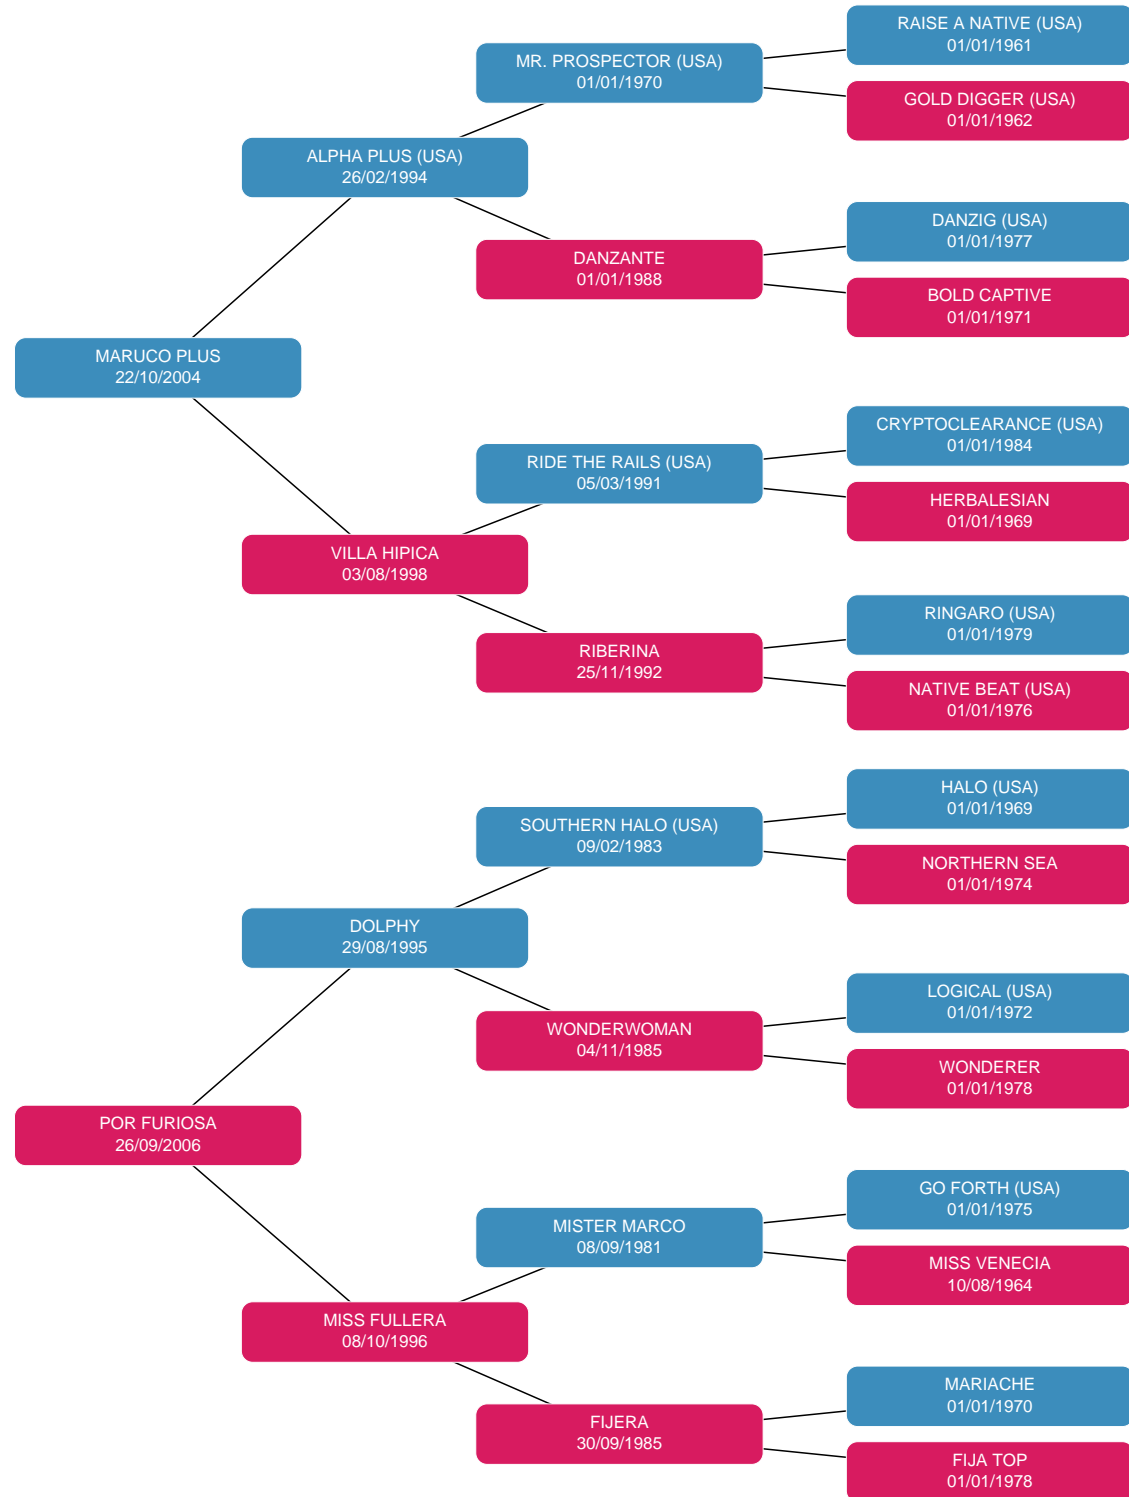 RAISE A NATIVE (USA)
01/01/1961
MR. PROSPECTOR (USA)
01/01/1970
GOLD DIGGER (USA)
01/01/1962
ALPHA PLUS (USA)
26/02/1994
DANZIG (USA)
01/01/1977
DANZANTE
01/01/1988
BOLD CAPTIVE
01/01/1971
MARUCO PLUS
22/10/2004
CRYPTOCLEARANCE (USA)
01/01/1984
RIDE THE RAILS (USA)
05/03/1991
HERBALESIAN
01/01/1969
VILLA HIPICA
03/08/1998
RINGARO (USA)
01/01/1979
RIBERINA
25/11/1992
NATIVE BEAT (USA)
01/01/1976
HALO (USA)
01/01/1969
SOUTHERN HALO (USA)
09/02/1983
NORTHERN SEA
01/01/1974
DOLPHY
29/08/1995
LOGICAL (USA)
01/01/1972
WONDERWOMAN
04/11/1985
WONDERER
01/01/1978
POR FURIOSA
26/09/2006
GO FORTH (USA)
01/01/1975
MISTER MARCO
08/09/1981
MISS VENECIA
10/08/1964
MISS FULLERA
08/10/1996
MARIACHE
01/01/1970
FIJERA
30/09/1985
FIJA TOP
01/01/1978